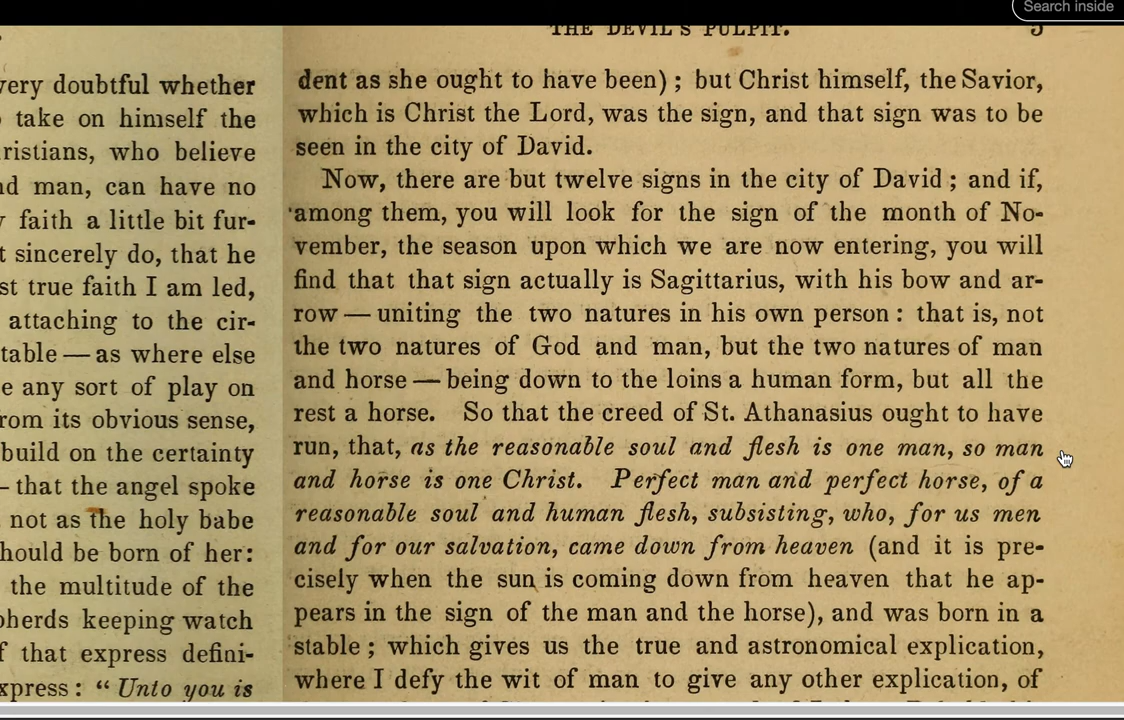 Search inside
THE DEVIL'S PULPIT. 5
very doubtful whether
take on himself the
ristians, who believe
nd man, can have no
faith a little bit fur-
t sincerely do, that he
st true faith I am led,
attaching to the cir-
table — as where else
e any sort of play on
rom its obvious sense,
build on the certainty
– that the angel spoke
not as the holy babe
hould be born of her:
the multitude of the
pherds keeping watch
f that express defini-
xpress: “ Unto you is
dent as she ought to have been) ; but Christ himself, the Savior,
which is Christ the Lord, was the sign, and that sign was to be
seen in the city of David.
Now, there are but twelve signs in the city of David ; and if,
among them, you will look for the sign of the month of No-
vember, the season upon which we are now entering, you will
find that that sign actually is Sagittarius, with his bow and ar-
row — uniting the two natures in his own person : that is, not
the two natures of God and man, but the two natures of man
and horse — being down to the loins a human form, but all the
rest a horse. So that the creed of St. Athanasius ought to have
run, that, as the reasonable soul and flesh is one man, so man
and horse is one Christ. Perfect man and perfect horse, of a
reasonable soul and human flesh, subsisting, who, for us men
and for our salvation, came down from heaven (and it is pre-
cisely when the sun is coming down from heaven that he ap-
pears in the sign of the man and the horse), and was born in a
stable ; which gives us the true and astronomical explication,
where I defy the wit of man to give any other explication, of